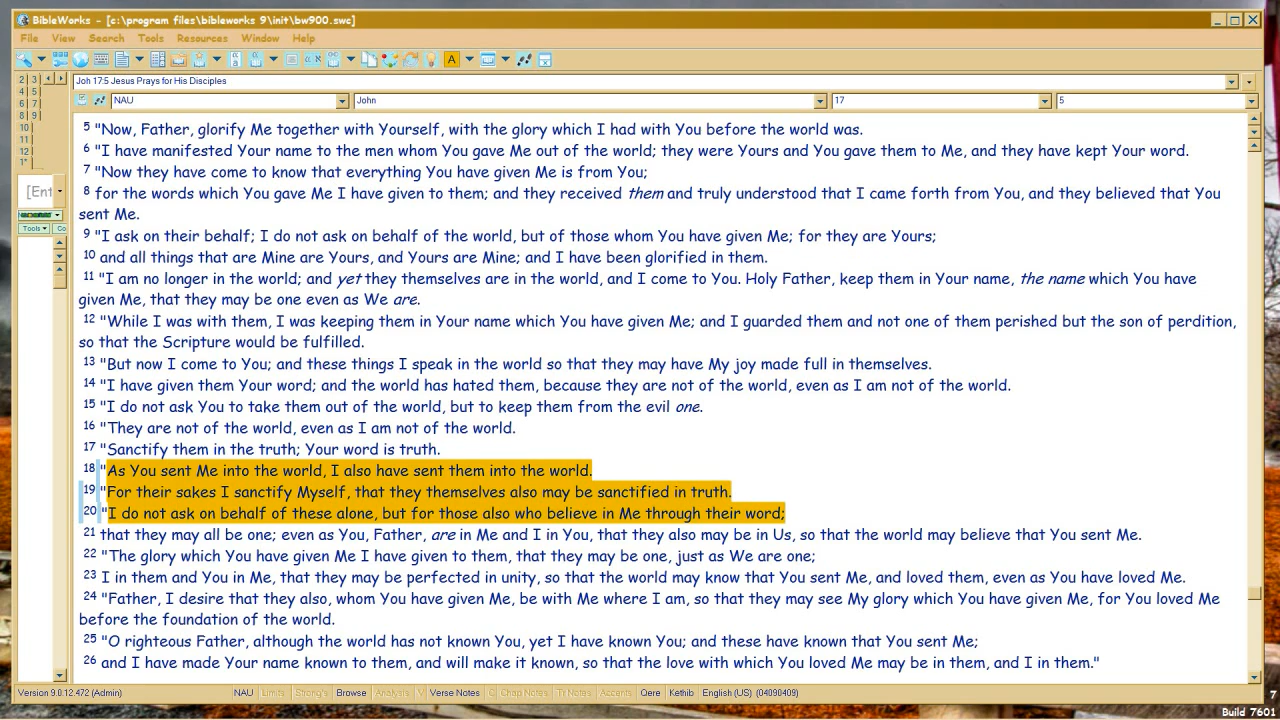 BibleWorks - [c:\program files\bibleworks 9\init\bw900.swc]
File View Search Tools Resources Window Help
Joh 17:5 Jesus Prays for His Disciples
NAU John 17 5
2 3
4 5
6 7
8 9
10
11
12
1*
[Ent
Tools Co
5 "Now, Father, glorify Me together with Yourself, with the glory which I had with You before the world was.
6 "I have manifested Your name to the men whom You gave Me out of the world; they were Yours and You gave them to Me, and they have kept Your word.
7 "Now they have come to know that everything You have given Me is from You;
8 for the words which You gave Me I have given to them; and they received them and truly understood that I came forth from You, and they believed that You
sent Me.
9 "I ask on their behalf; I do not ask on behalf of the world, but of those whom You have given Me; for they are Yours;
10 and all things that are Mine are Yours, and Yours are Mine; and I have been glorified in them.
11 "I am no longer in the world; and yet they themselves are in the world, and I come to You. Holy Father, keep them in Your name, the name which You have
given Me, that they may be one even as We are.
12 "While I was with them, I was keeping them in Your name which You have given Me; and I guarded them and not one of them perished but the son of perdition,
so that the Scripture would be fulfilled.
13 "But now I come to You; and these things I speak in the world so that they may have My joy made full in themselves.
14 "I have given them Your word; and the world has hated them, because they are not of the world, even as I am not of the world.
15 "I do not ask You to take them out of the world, but to keep them from the evil one.
16 "They are not of the world, even as I am not of the world.
17 "Sanctify them in the truth; Your word is truth.
18 "As You sent Me into the world, I also have sent them into the world.
19 "For their sakes I sanctify Myself, that they themselves also may be sanctified in truth.
20 "I do not ask on behalf of these alone, but for those also who believe in Me through their word;
21 that they may all be one; even as You, Father, are in Me and I in You, that they also may be in Us, so that the world may believe that You sent Me.
22 "The glory which You have given Me I have given to them, that they may be one, just as We are one;
23 I in them and You in Me, that they may be perfected in unity, so that the world may know that You sent Me, and loved them, even as You have loved Me.
24 "Father, I desire that they also, whom You have given Me, be with Me where I am, so that they may see My glory which You have given Me, for You loved Me
before the foundation of the world.
25 "O righteous Father, although the world has not known You, yet I have known You; and these have known that You sent Me;
26 and I have made Your name known to them, and will make it known, so that the love with which You loved Me may be in them, and I in them."
Version 9.0.12.472 (Admin) NAU Limits Strong's Browse Analysis V Verse Notes C Chap Notes Tr Notes Accents Qere Kethib English (US) (04090409)
7
Build 7601